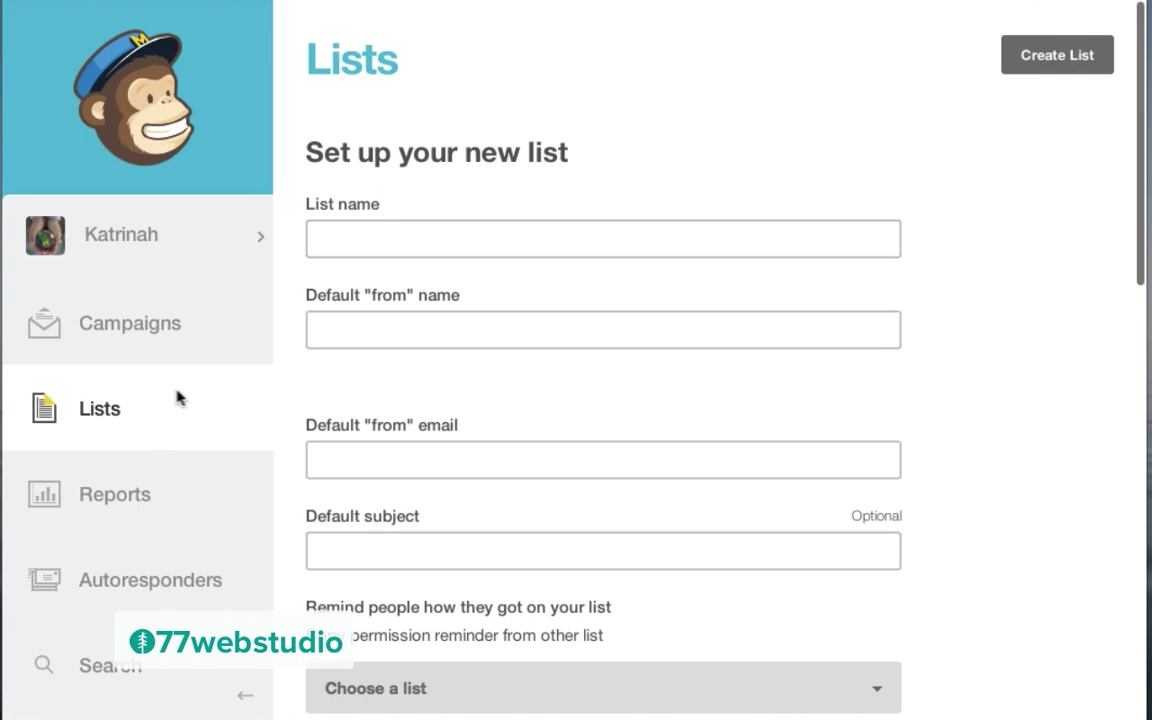 Lists
Create List
Set up your new list
List name
Katrinah
Default "from" name
Campaigns
Lists
Default "from" email
Reports
Default subject
Optional
Autoresponders
Remind people how they got on your list
77webstudio
permission reminder from other list
Search
Choose a list